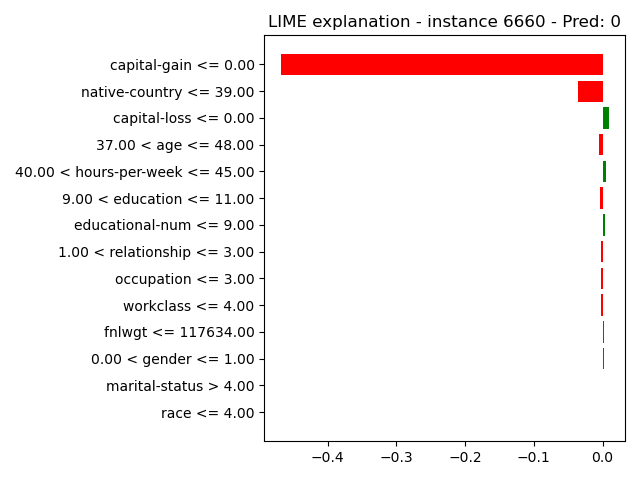 LIME explanation - instance 6660 - Pred: 0
capital-gain <= 0.00
native-country <= 39.00
capital-loss <= 0.00
37.00 < age <= 48.00
40.00 < hours-per-week <= 45.00
9.00 < education <= 11.00
educational-num <= 9.00
1.00 < relationship <= 3.00
occupation <= 3.00
workclass <= 4.00
fnlwgt <= 117634.00
0.00 < gender <= 1.00
marital-status > 4.00
race <= 4.00
−0.4 −0.3 −0.2 −0.1 0.0